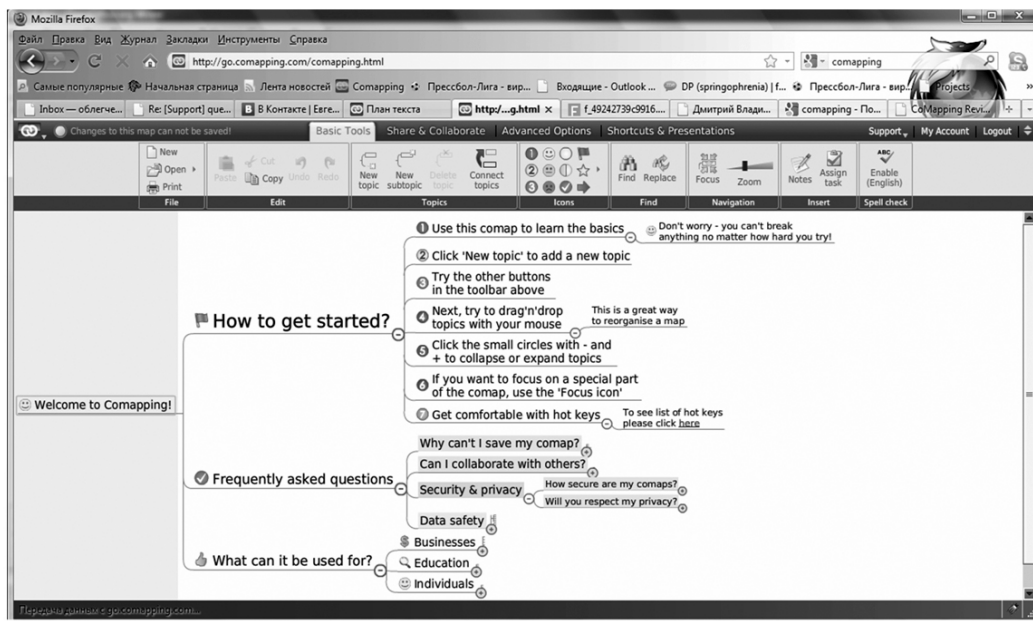 Mozilla Firefox
Файл Правка Вид Журнал Закладки Инструменты Справка
http://go.comapping.com/comapping.html
comapping
Самые популярные Начальная страница Лента новостей Comapping Прессбол-Лига - вир... Входящие - Outlook ... DP (springophrenia) | f... Прессбол-Лига - вир... Projects
Inbox — облегче... Re: [Support] que... В Контакте | Евге... План текста http:/...g.html f_49242739c9916.... Дмитрий Влади... comapping - По... CoMapping Revi...
Changes to this map can not be saved! Basic Tools Share & Collaborate Advanced Options Shortcuts & Presentations Support My Account Logout
New
Open
Print
File
Paste
Cut
Copy
Undo
Redo
Edit
New topic
New subtopic
Delete topic
Connect topics
Topics
Icons
Find
Replace
Find
Focus
Zoom
Navigation
Notes
Assign task
Insert
ABC
Enable (English)
Spell check
Welcome to Comapping!
How to get started?
1 Use this comap to learn the basics
Don't worry - you can't break
anything no matter how hard you try!
2 Click 'New topic' to add a new topic
3 Try the other buttons
in the toolbar above
4 Next, try to drag'n'drop
topics with your mouse
This is a great way
to reorganise a map
5 Click the small circles with - and
+ to collapse or expand topics
6 If you want to focus on a special part
of the comap, use the 'Focus icon'
7 Get comfortable with hot keys
To see list of hot keys
please click here
Frequently asked questions
Why can't I save my comap?
Can I collaborate with others?
Security & privacy
How secure are my comaps?
Will you respect my privacy?
Data safety
What can it be used for?
Businesses
Education
Individuals
Передача данных с go.comapping.com...